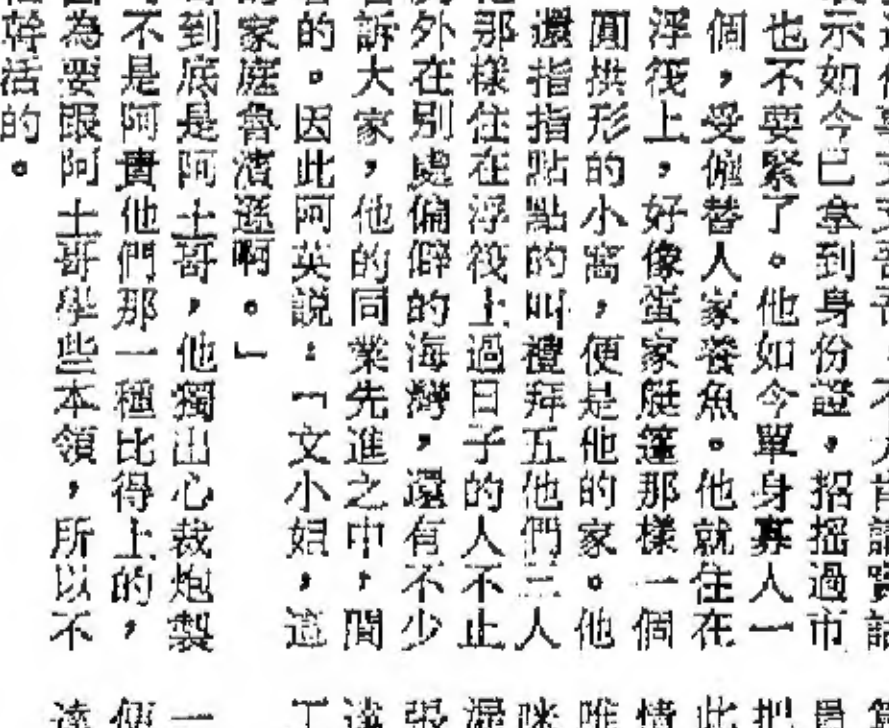 示如今已拿到身份證，招搖過市
也不要緊了。他如今單身寡人一
個，受僱替人家養魚。他就住在
浮筏上，好像蛋家艇篷那樣一個
圓拱形的小窩，便是他的家。他
還指指點點的叫禮拜五他們三人
那樣住在浮筏上過日子的人不止
外在別處偏僻的海灣，還有不少
訴大家，他的同業先進之中，間
的。因此阿英說：「文小姐，這
家庭魯濱遜啊。」
到底是阿土哥，他獨出心裁炮製
不是阿賣他們那一種比得上的，
為要跟阿土哥學些本領，所以不
幹活的。